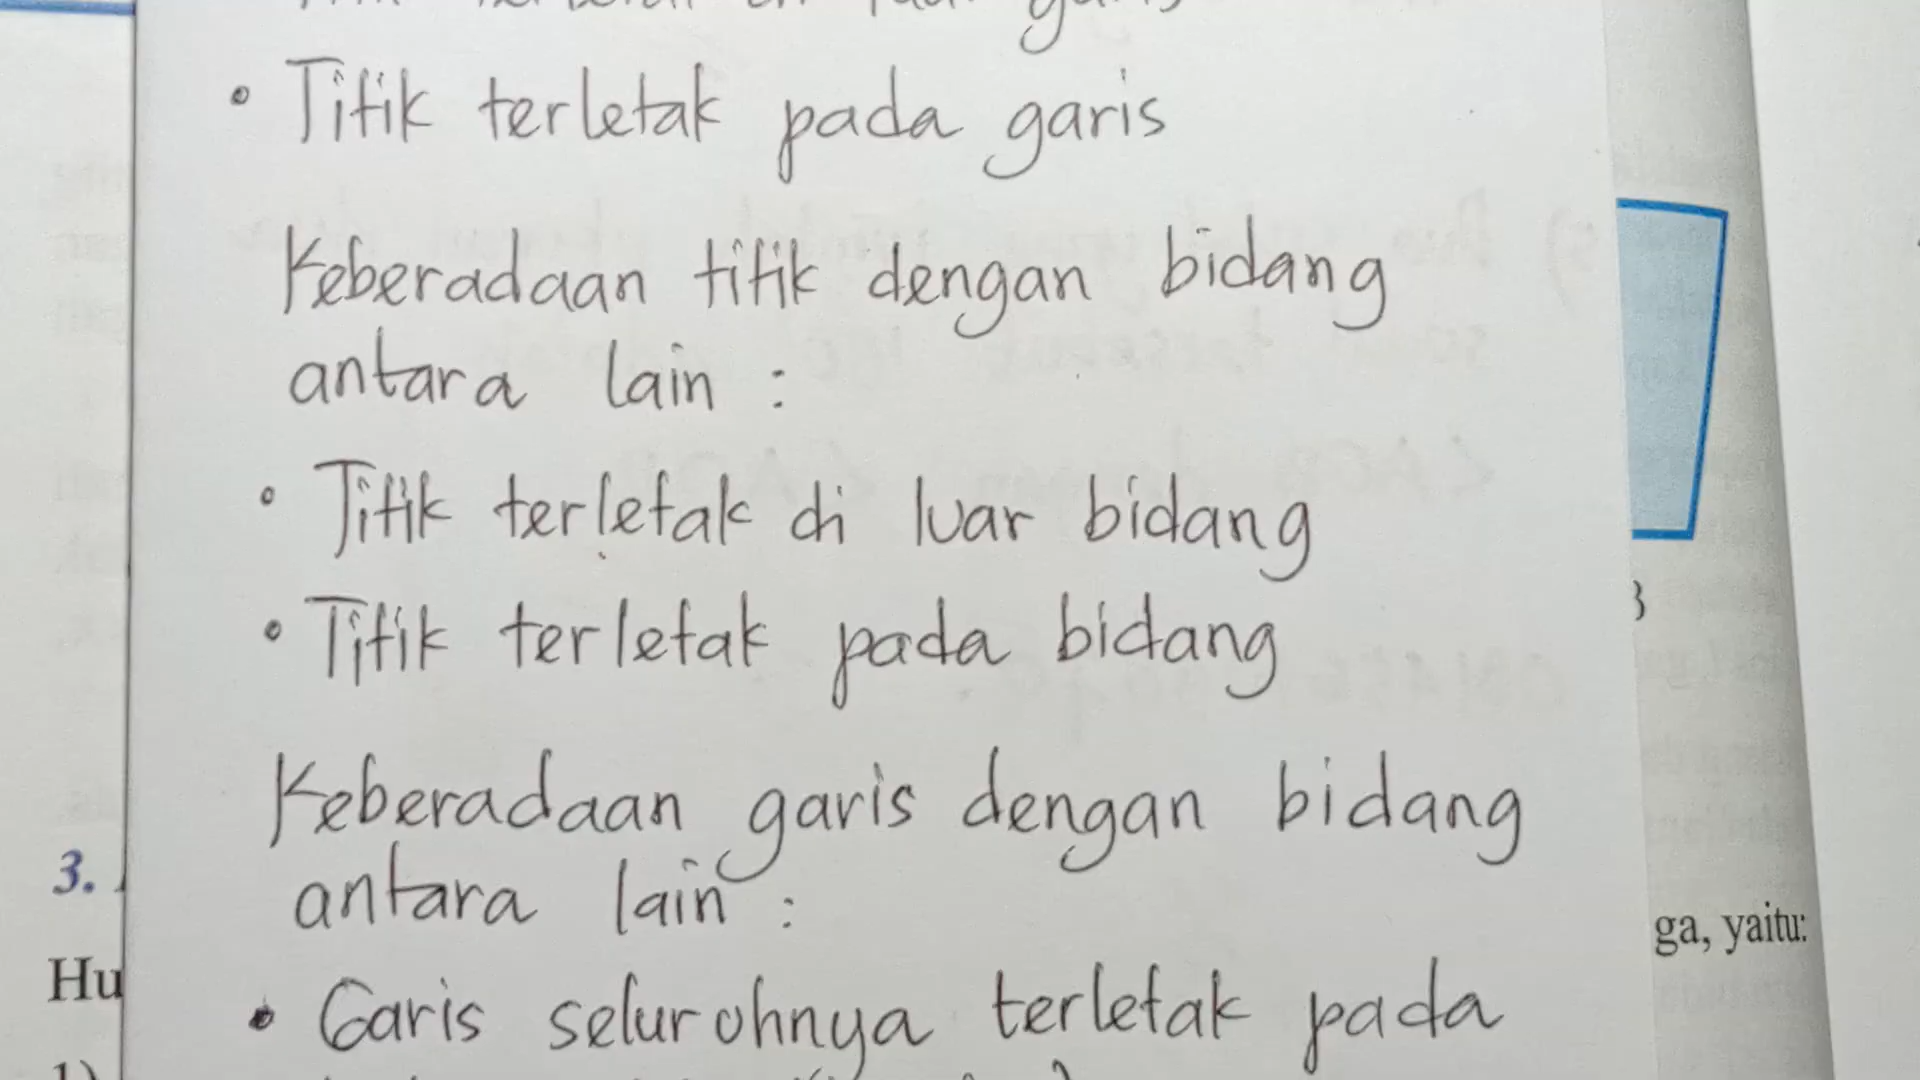 • Titik terletak pada garis
Keberadaan titik dengan bidang
antara lain :
• Titik terletak di luar bidang
• Titik terletak pada bidang
Keberadaan garis dengan bidang
antara lain :
• Garis seluruhnya terletak pada
3.
Hu
ga, yaitu:
1)